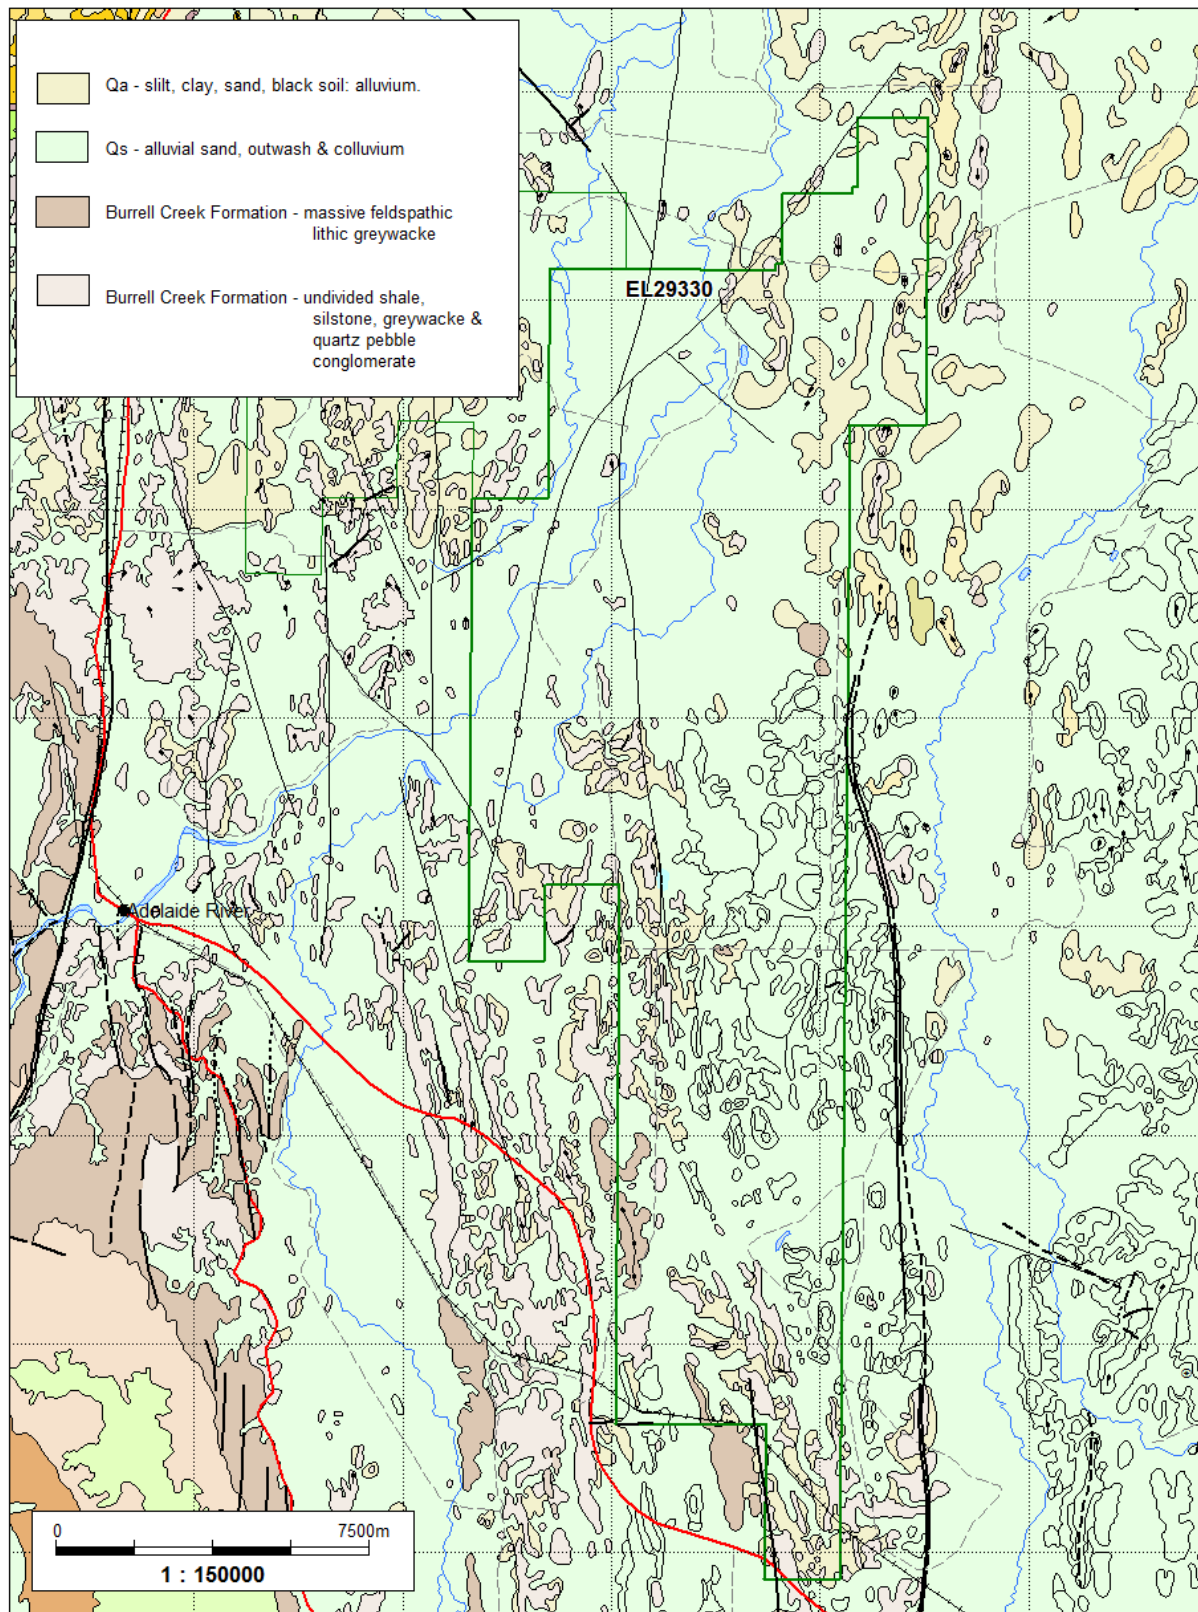 Qa - slilt, clay, sand, black soil: alluvium.
Qs - alluvial sand, outwash & colluvium
Burrell Creek Formation - massive feldspathic
lithic greywacke
Burrell Creek Formation - undivided shale,
silstone, greywacke &
quartz pebble
conglomerate
EL29330
Adelaide River
0 7500m
1 : 150000